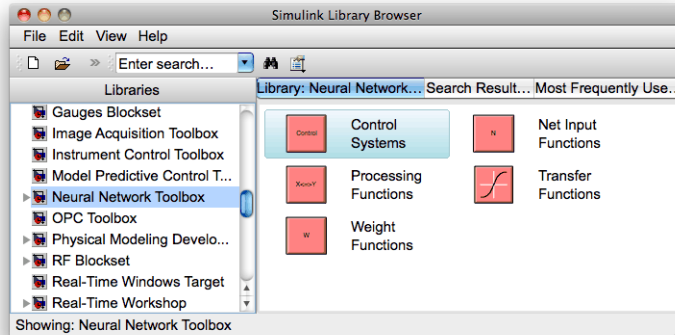 Simulink Library Browser
File Edit View Help
» Enter search...
Libraries
Library: Neural Network... Search Result... Most Frequently Use..
Gauges Blockset
Image Acquisition Toolbox
Instrument Control Toolbox
Model Predictive Control T...
Neural Network Toolbox
OPC Toolbox
Physical Modeling Develo...
RF Blockset
Real-Time Windows Target
Real-Time Workshop
Control
Control
Systems
N
Net Input
Functions
X<=>Y
Processing
Functions
Transfer
Functions
W
Weight
Functions
Showing: Neural Network Toolbox